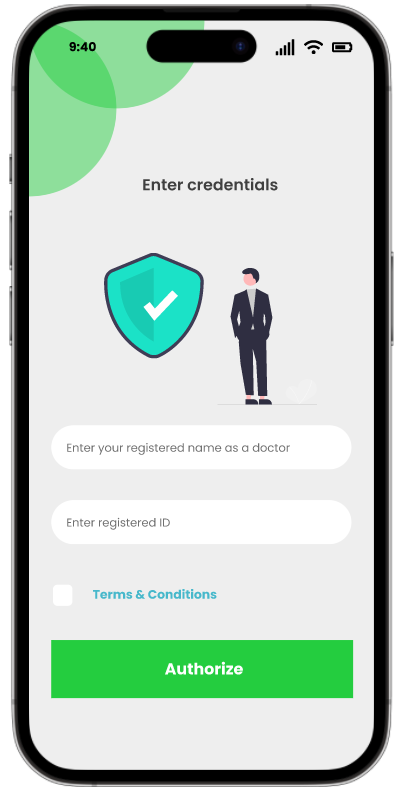 9:40
Enter credentials
Enter your registered name as a doctor
Enter registered ID
Terms & Conditions
Authorize